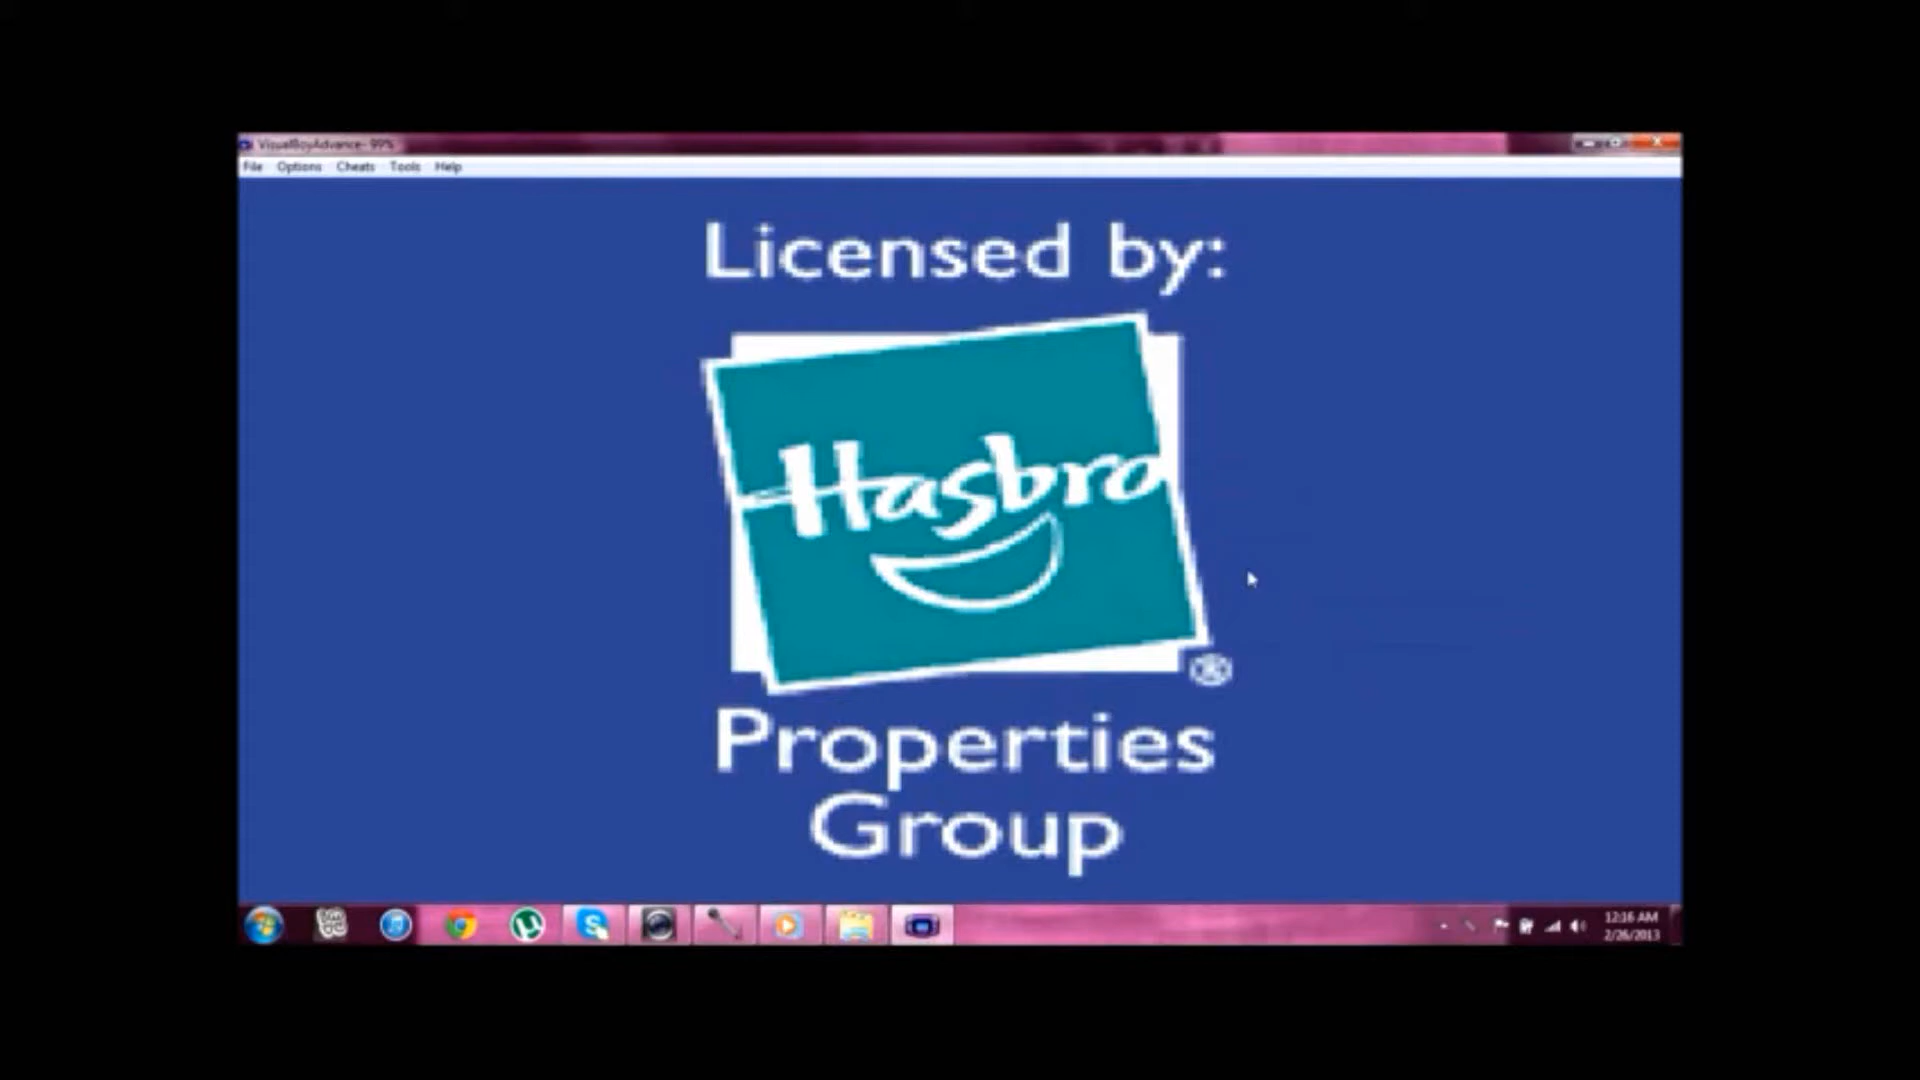 VisualBoyAdvance- 99%
File Options Cheats Tools Help
Licensed by:
Hasbro
®
Properties
Group
12:16 AM
2/26/2013